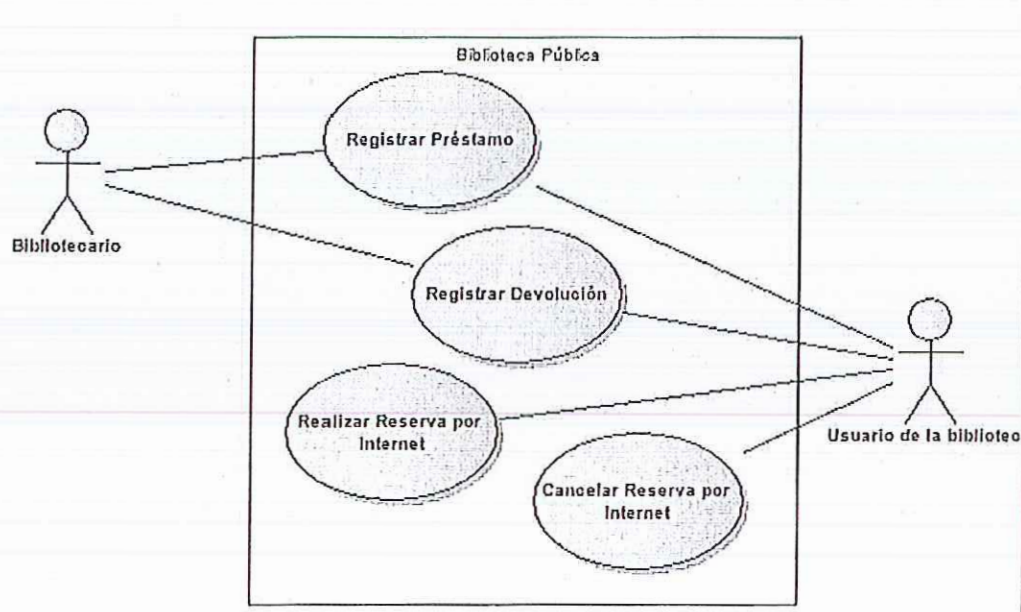 Biblioteca Pública
Registrar Préstamo
Bibliotecario
Registrar Devolución
Realizar Reserva por
Internet
Usuario de la bibliotec
Cancelar Reserva por
Internet